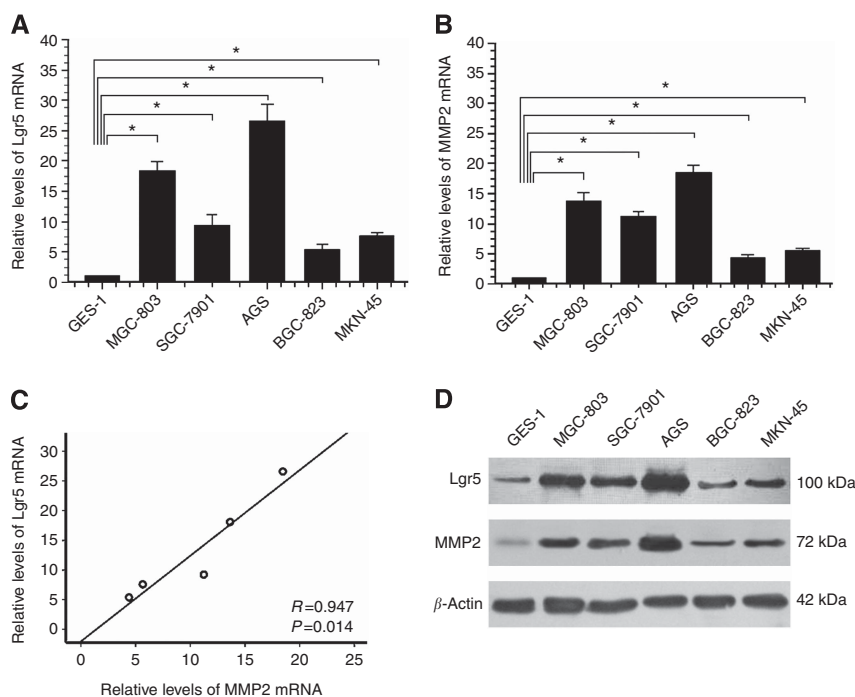 A
Relative levels of Lgr5 mRNA
40
35
30
25
20
15
10
5
0
*
*
*
*
*
GES-1
MGC-803
SGC-7901
AGS
BGC-823
MKN-45
B
Relative levels of MMP2 mRNA
40
35
30
25
20
15
10
5
0
*
*
*
*
*
GES-1
MGC-803
SGC-7901
AGS
BGC-823
MKN-45
C
Relative levels of Lgr5 mRNA
30
25
20
15
10
5
0
R=0.947
P=0.014
0 5 10 15 20 25
Relative levels of MMP2 mRNA
D
GES-1
MGC-803
SGC-7901
AGS
BGC-823
MKN-45
Lgr5 100 kDa
MMP2 72 kDa
β-Actin 42 kDa